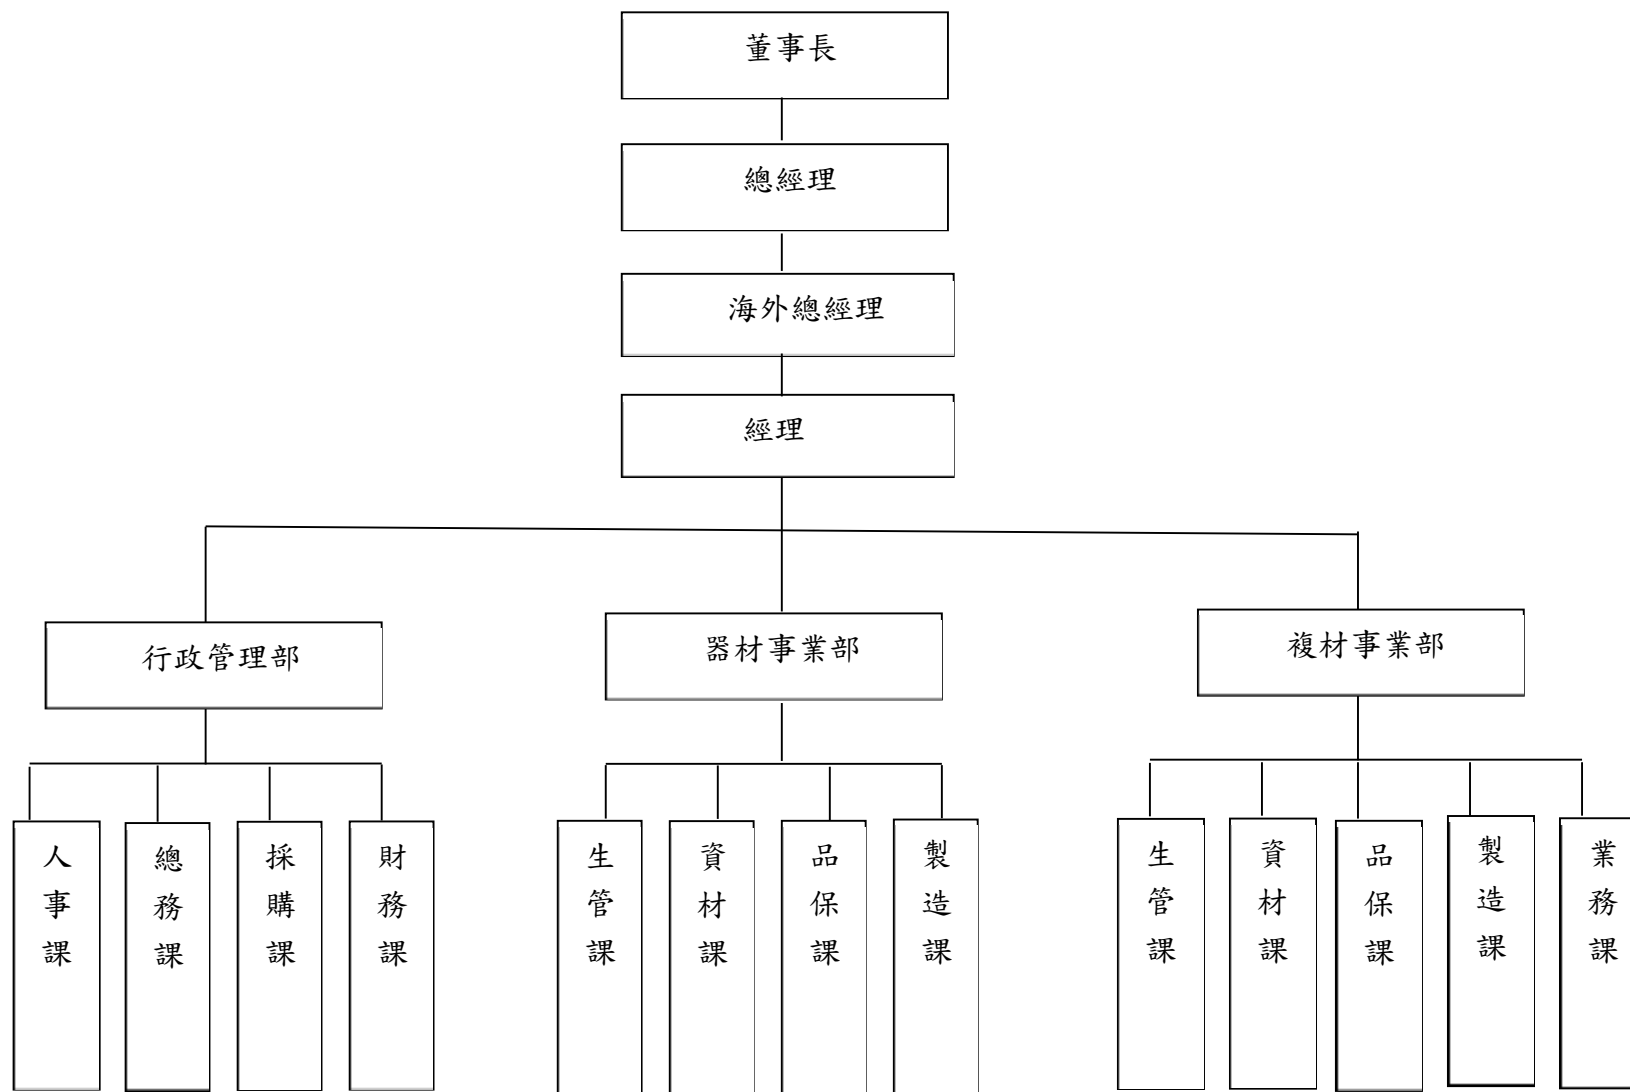 董事長
總經理
海外總經理
經理
行政管理部
器材事業部
複材事業部
人事課
總務課
採購課
財務課
生管課
資材課
品保課
製造課
生管課
資材課
品保課
製造課
業務課